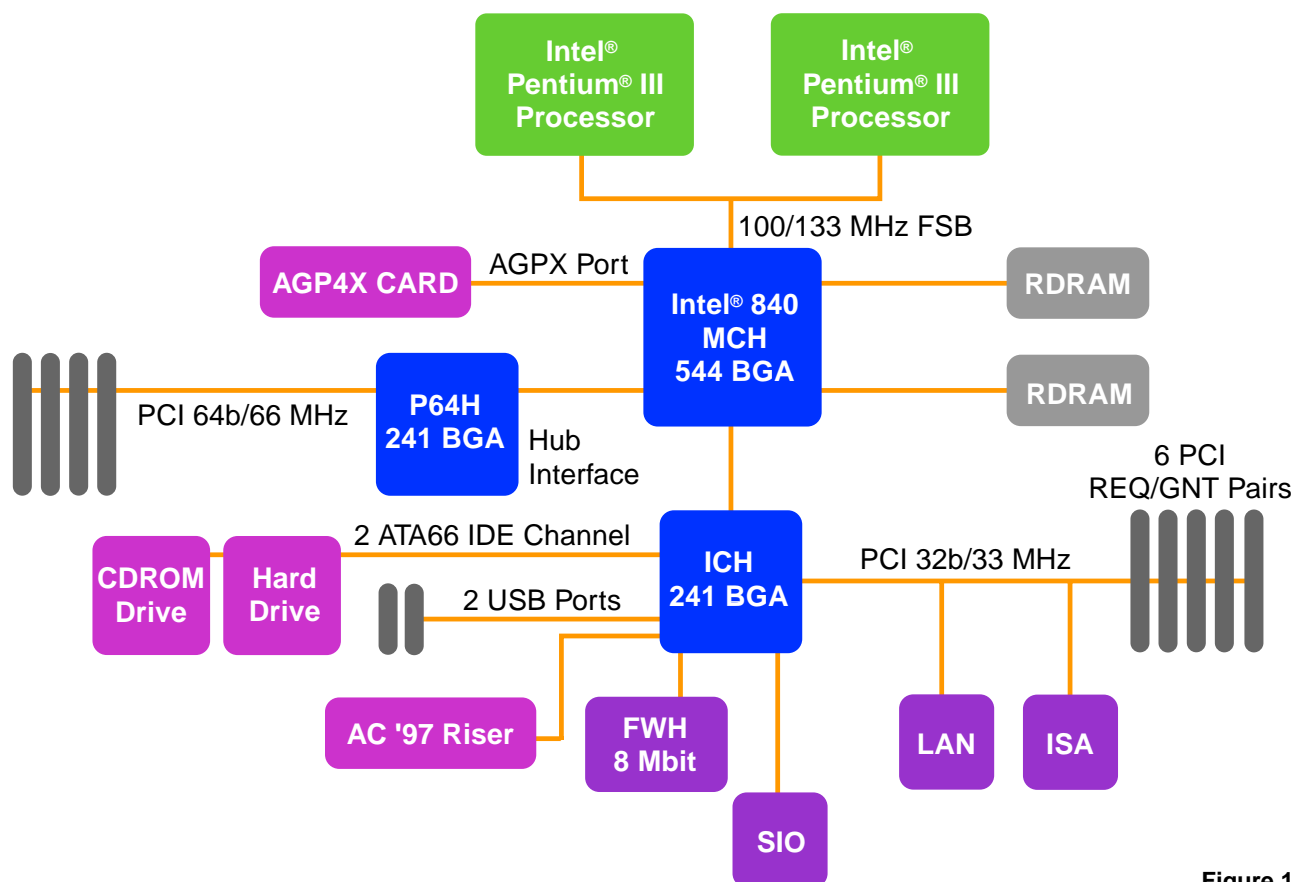 Intel®
Pentium® III
Processor
Intel®
Pentium® III
Processor
100/133 MHz FSB
AGP4X CARD
AGPX Port
Intel® 840
MCH
544 BGA
RDRAM
RDRAM
PCI 64b/66 MHz
P64H
241 BGA
Hub
Interface
6 PCI
REQ/GNT Pairs
CDROM
Drive
Hard
Drive
2 ATA66 IDE Channel
ICH
241 BGA
PCI 32b/33 MHz
2 USB Ports
AC '97 Riser
FWH
8 Mbit
LAN
ISA
SIO
Figure 1